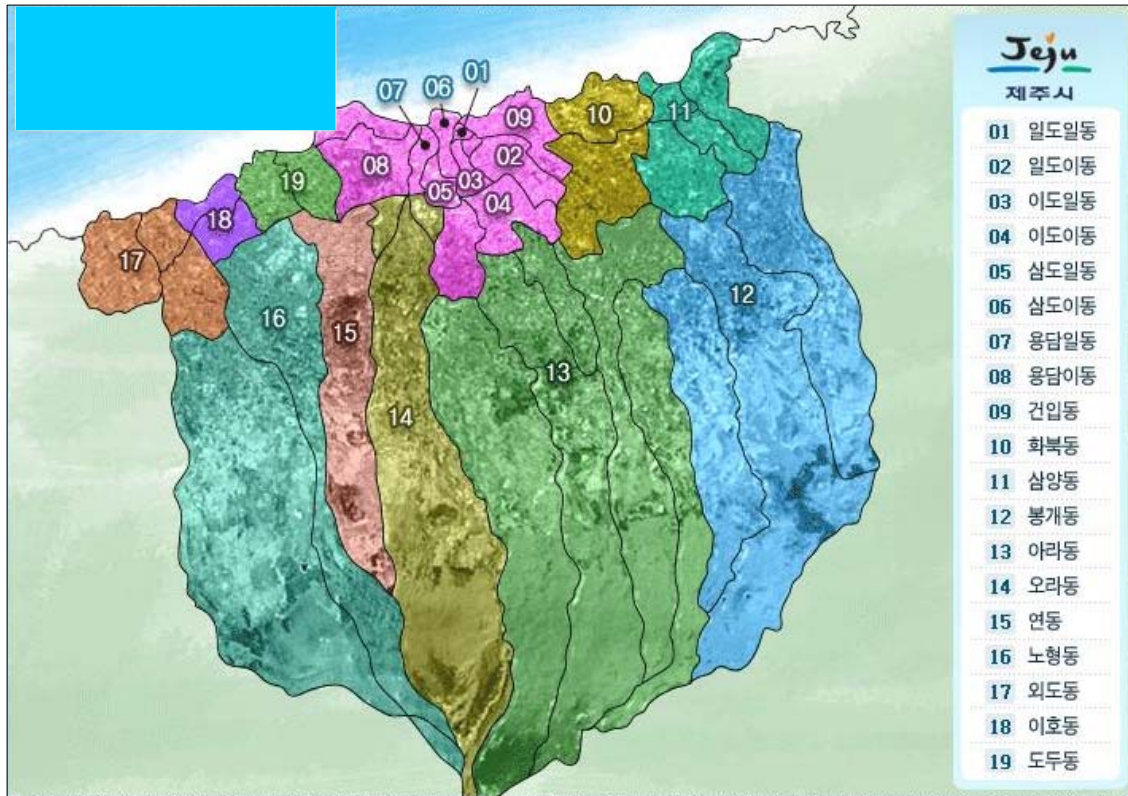 Jeju
제주시
01 일도일동
02 일도이동
03 이도일동
04 이도이동
05 삼도일동
06 삼도이동
07 용담일동
08 용담이동
09 건입동
10 화북동
11 삼양동
12 봉개동
13 아라동
14 오라동
15 연동
16 노형동
17 외도동
18 이호동
19 도두동
07 06 01
09 10 11
08 02
19 05 03
18 04
17
16 15 13 12
14